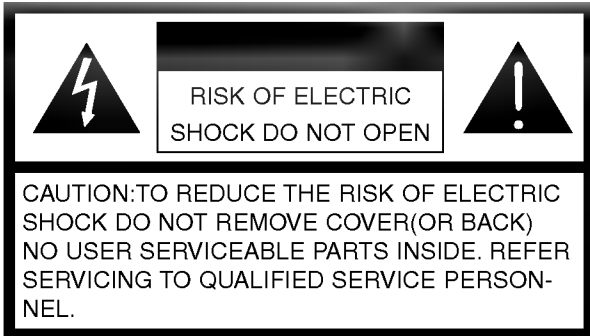 RISK OF ELECTRIC
SHOCK DO NOT OPEN
CAUTION:TO REDUCE THE RISK OF ELECTRIC
SHOCK DO NOT REMOVE COVER(OR BACK)
NO USER SERVICEABLE PARTS INSIDE. REFER
SERVICING TO QUALIFIED SERVICE PERSON-
NEL.